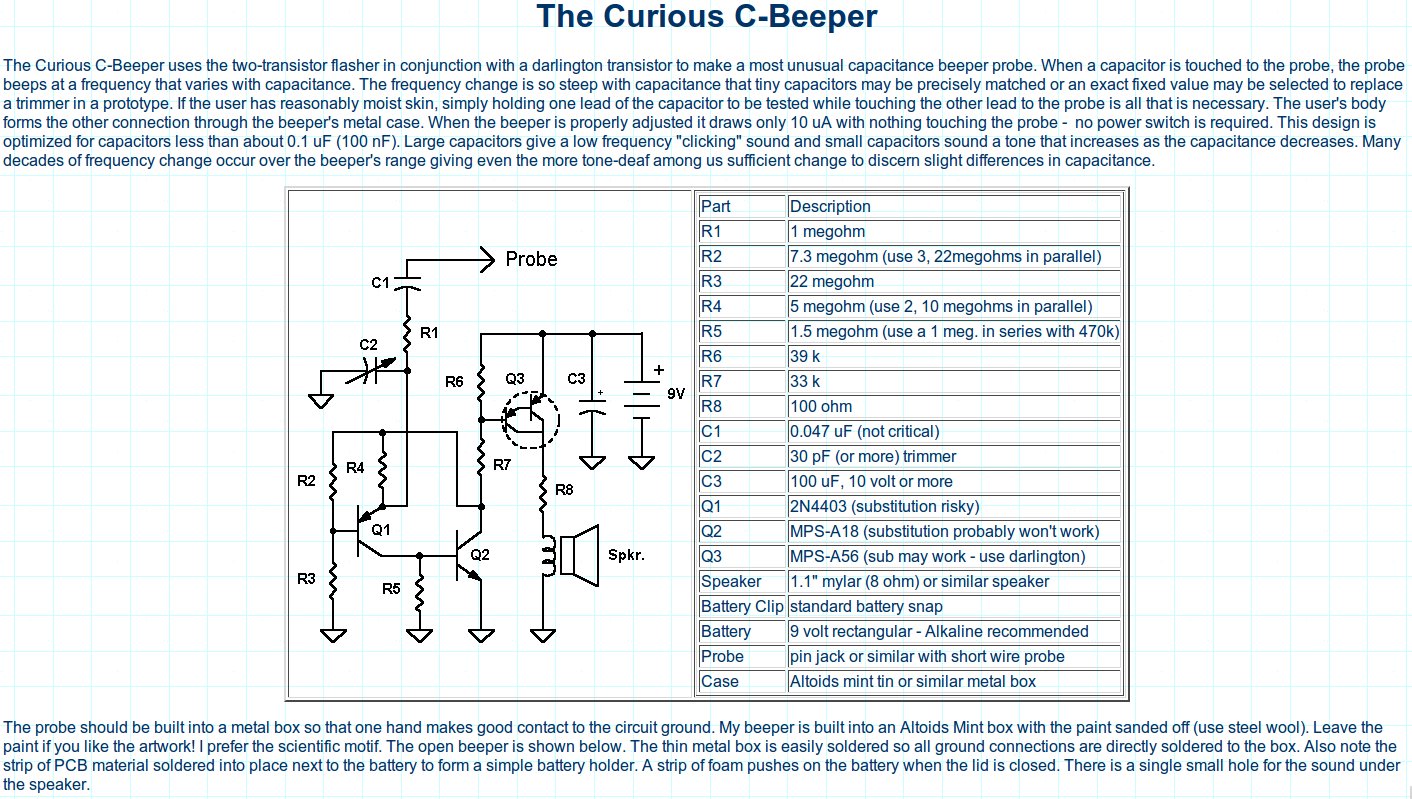 The Curious C-Beeper
The Curious C-Beeper uses the two-transistor flasher in conjunction with a darlington transistor to make a most unusual capacitance beeper probe. When a capacitor is touched to the probe, the probe
beeps at a frequency that varies with capacitance. The frequency change is so steep with capacitance that tiny capacitors may be precisely matched or an exact fixed value may be selected to replace
a trimmer in a prototype. If the user has reasonably moist skin, simply holding one lead of the capacitor to be tested while touching the other lead to the probe is all that is necessary. The user's body
forms the other connection through the beeper's metal case. When the beeper is properly adjusted it draws only 10 uA with nothing touching the probe - no power switch is required. This design is
optimized for capacitors less than about 0.1 uF (100 nF). Large capacitors give a low frequency "clicking" sound and small capacitors sound a tone that increases as the capacitance decreases. Many
decades of frequency change occur over the beeper's range giving even the more tone-deaf among us sufficient change to discern slight differences in capacitance.
Probe
C1
R1
C2
R6
Q3
C3
+
+
9V
R2
R4
R7
R8
Q1
Q2
Spkr.
R3
R5
Part Description
R1 1 megohm
R2 7.3 megohm (use 3, 22megohms in parallel)
R3 22 megohm
R4 5 megohm (use 2, 10 megohms in parallel)
R5 1.5 megohm (use a 1 meg. in series with 470k)
R6 39 k
R7 33 k
R8 100 ohm
C1 0.047 uF (not critical)
C2 30 pF (or more) trimmer
C3 100 uF, 10 volt or more
Q1 2N4403 (substitution risky)
Q2 MPS-A18 (substitution probably won't work)
Q3 MPS-A56 (sub may work - use darlington)
Speaker 1.1" mylar (8 ohm) or similar speaker
Battery Clip standard battery snap
Battery 9 volt rectangular - Alkaline recommended
Probe pin jack or similar with short wire probe
Case Altoids mint tin or similar metal box
The probe should be built into a metal box so that one hand makes good contact to the circuit ground. My beeper is built into an Altoids Mint box with the paint sanded off (use steel wool). Leave the
paint if you like the artwork! I prefer the scientific motif. The open beeper is shown below. The thin metal box is easily soldered so all ground connections are directly soldered to the box. Also note the
strip of PCB material soldered into place next to the battery to form a simple battery holder. A strip of foam pushes on the battery when the lid is closed. There is a single small hole for the sound under
the speaker.